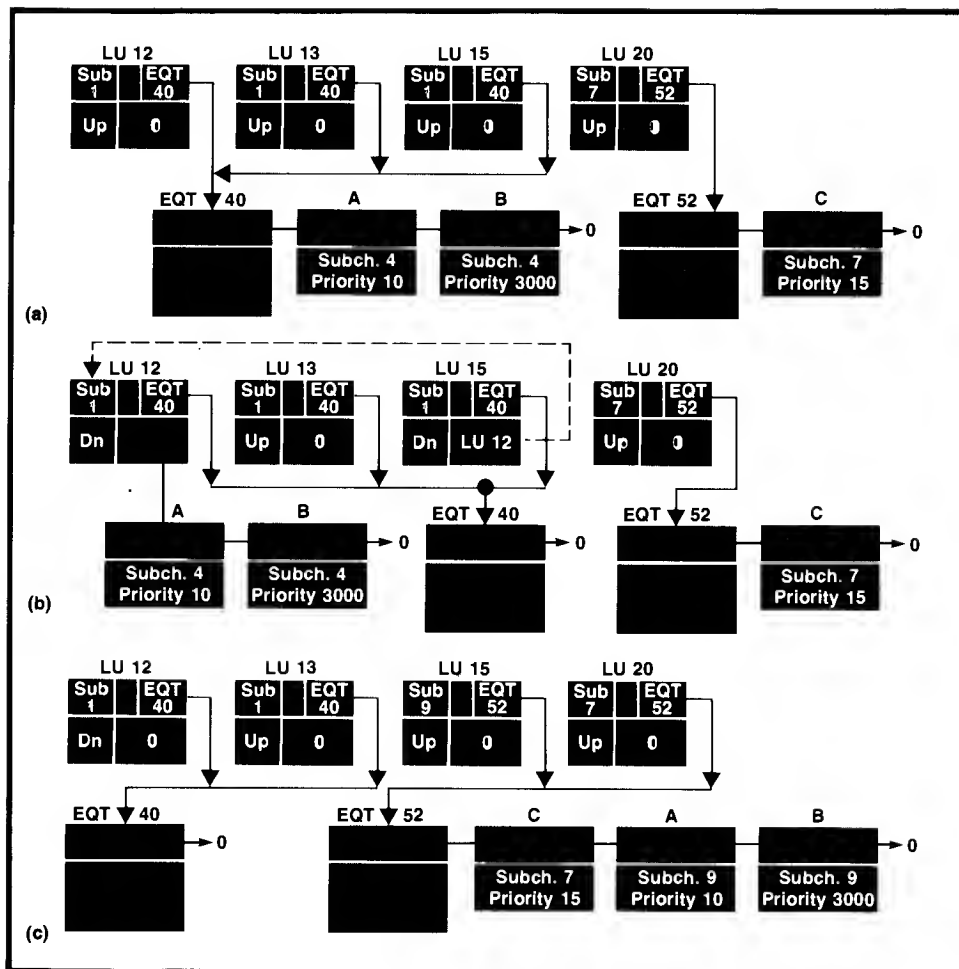 LU 12 LU 13 LU 15 LU 20
Sub 1 EQT 40 Sub 1 EQT 40 Sub 1 EQT 40 Sub 7 EQT 52
Up 0 Up 0 Up 0 Up 0
EQT 40 A B EQT 52 C
0 0
Subch. 4 Subch. 4 Subch. 7
Priority 10 Priority 3000 Priority 15
(a)
LU 12 LU 13 LU 15 LU 20
Sub 1 EQT 40 Sub 1 EQT 40 Sub 1 EQT 40 Sub 7 EQT 52
Dn Up 0 Dn LU 12 Up 0
A B EQT 40 EQT 52 C
0 0 0
Subch. 4 Subch. 4 Subch. 7
Priority 10 Priority 3000 Priority 15
(b)
LU 12 LU 13 LU 15 LU 20
Sub 1 EQT 40 Sub 1 EQT 40 Sub 9 EQT 52 Sub 7 EQT 52
Dn 0 Up 0 Up 0 Up 0
EQT 40 EQT 52 C A B
0 0
Subch. 7 Subch. 9 Subch. 9
Priority 15 Priority 10 Priority 3000
(c)